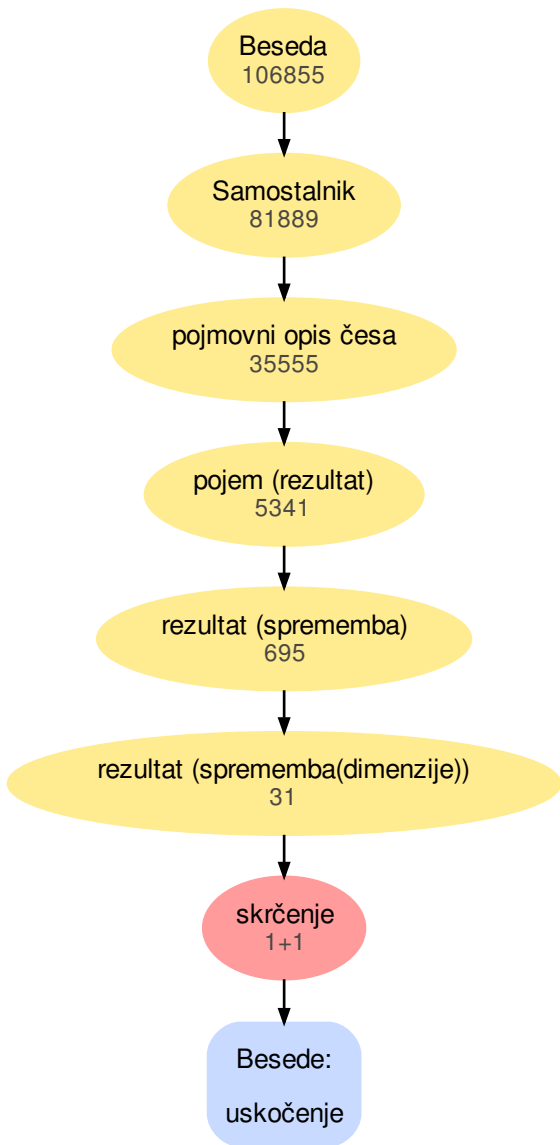 Beseda
106855
Samostalnik
81889
pojmovni opis česa
35555
pojem (rezultat)
5341
rezultat (sprememba)
695
rezultat (sprememba(dimenzije))
31
skrčenje
1+1
Besede:
uskočenje